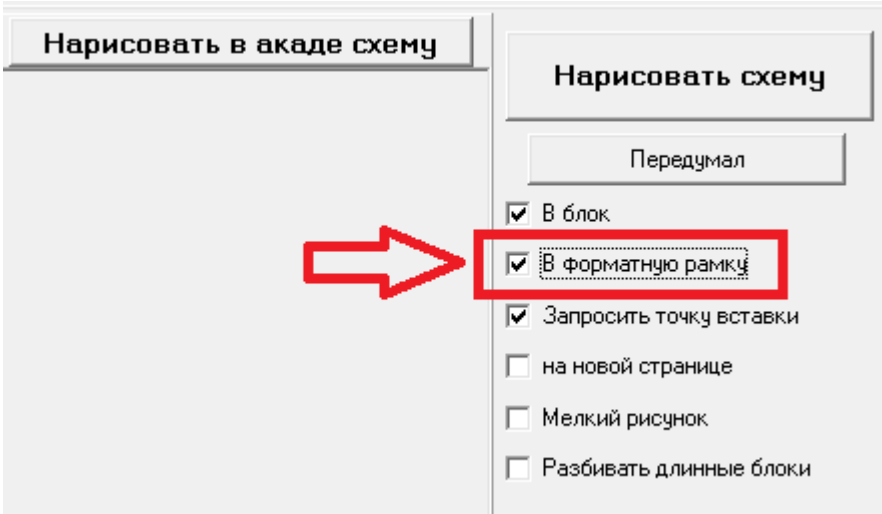 Нарисовать в акаде схему
Нарисовать схему
Передумал
В блок
В форматную рамку
Запросить точку вставки
на новой странице
Мелкий рисунок
Разбивать длинные блоки